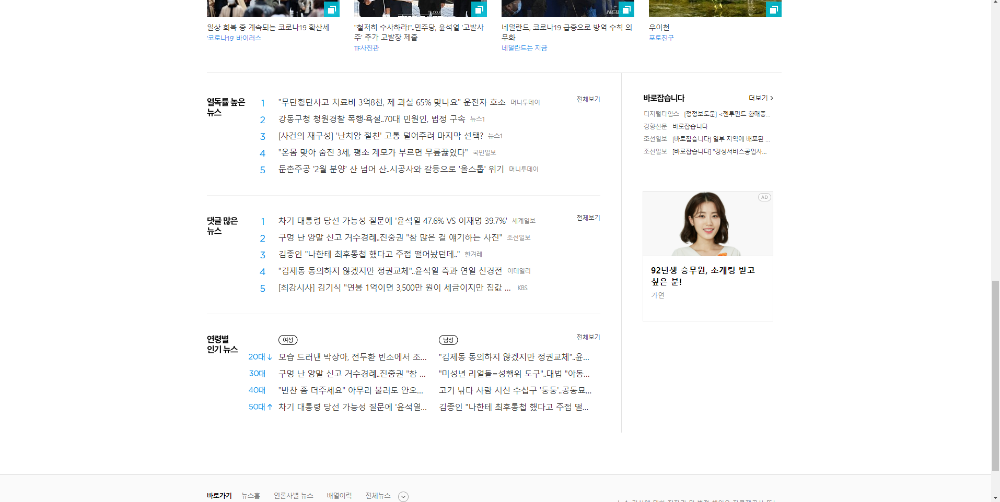 TF.CO.KR
일상 회복 중 계속되는 코로나19 확산세
'코로나19' 바이러스
"철저히 수사하라!"..민주당, 윤석열 '고발사
주' 추가 고발장 제출
TF사진관
네덜란드, 코로나19 급증으로 방역 수칙 의
무화
네덜란드는 지금
우이천
포토친구
열독률 높은
뉴스
전체보기
1 "무단횡단사고 치료비 3억8천, 제 과실 65% 맞나요" 운전자 호소 머니투데이
2 강동구청 청원경찰 폭행·욕설..70대 민원인, 법정 구속 뉴스1
3 [사건의 재구성] '난치암 절친' 고통 덜어주려 마지막 선택? 뉴스1
4 "온몸 맞아 숨진 3세, 평소 계모가 부르면 무릎꿇었다" 국민일보
5 둔촌주공 '2월 분양' 산 넘어 산..시공사와 갈등으로 '올스톱' 위기 머니투데이
댓글 많은
뉴스
전체보기
1 차기 대통령 당선 가능성 질문에 '윤석열 47.6% VS 이재명 39.7%' 세계일보
2 구멍 난 양말 신고 거수경례..진중권 "참 많은 걸 얘기하는 사진" 조선일보
3 김종인 "나한테 최후통첩 했다고 주접 떨어놨던데.." 한겨레
4 "김제동 동의하지 않겠지만 정권교체"..윤석열 측과 연일 신경전 이데일리
5 [최강시사] 김기식 "연봉 1억이면 3,500만 원이 세금이지만 집값 ... KBS
연령별
인기 뉴스
여성 남성 전체보기
20대↓ 모습 드러낸 박상아, 전두환 빈소에서 조... "김제동 동의하지 않겠지만 정권교체"..윤...
30대 구멍 난 양말 신고 거수경례..진중권 "참 ... "미성년 리얼돌=성행위 도구"..대법 "아동...
40대 "반찬 좀 더주세요" 아무리 불러도 안오... 고기 낚다 사람 시신 수십구 '둥둥'..공동묘...
50대↑ 차기 대통령 당선 가능성 질문에 '윤석열... 김종인 "나한테 최후통첩 했다고 주접 떨...
바로잡습니다 더보기
디지털타임스 [정정보도문] <젠투펀드 환매중...
경향신문 바로잡습니다
조선일보 [바로잡습니다] 일부 지역에 배포된 ...
조선일보 [바로잡습니다] "경성서비스공업사...
AD
92년생 승무원, 소개팅 받고
싶은 분!
가연
바로가기 뉴스홈 언론사별 뉴스 배열이력 전체뉴스